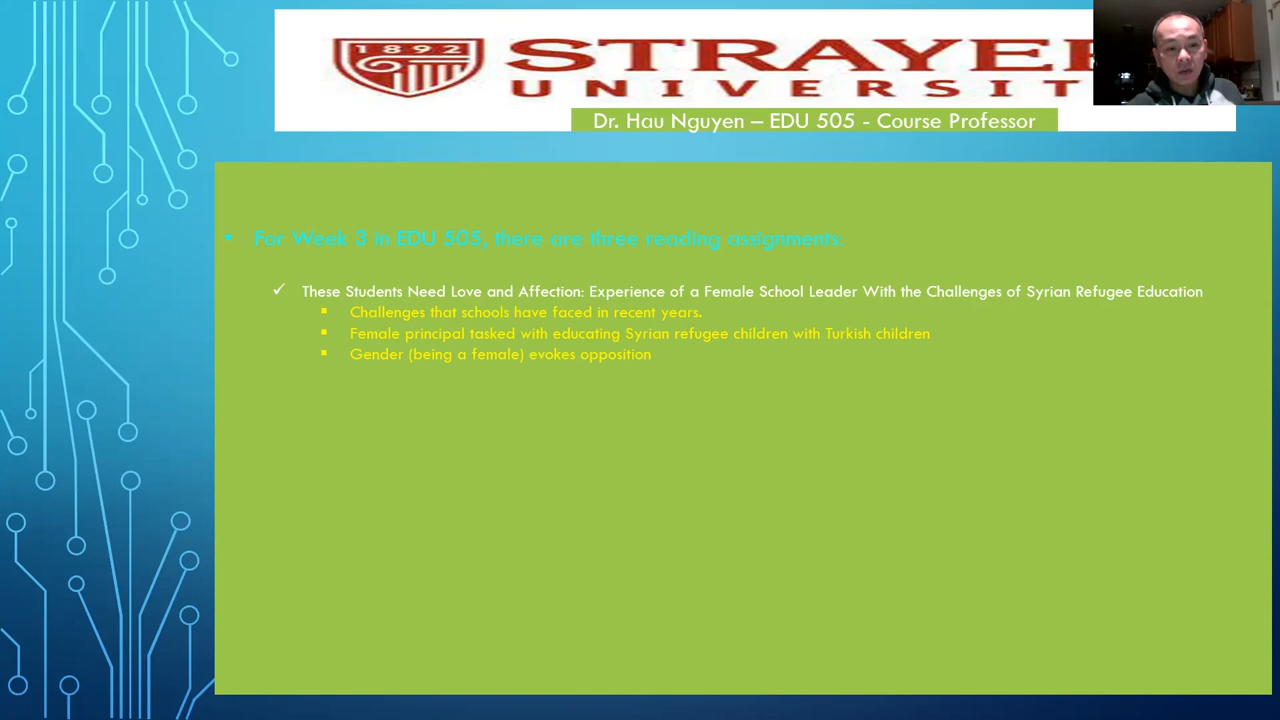 1892
STRAYER
UNIVERSIT
Dr. Hau Nguyen – EDU 505 - Course Professor
• For Week 3 in EDU 505, there are three reading assignments:
✓ These Students Need Love and Affection: Experience of a Female School Leader With the Challenges of Syrian Refugee Education
▪ Challenges that schools have faced in recent years.
▪ Female principal tasked with educating Syrian refugee children with Turkish children
▪ Gender (being a female) evokes opposition